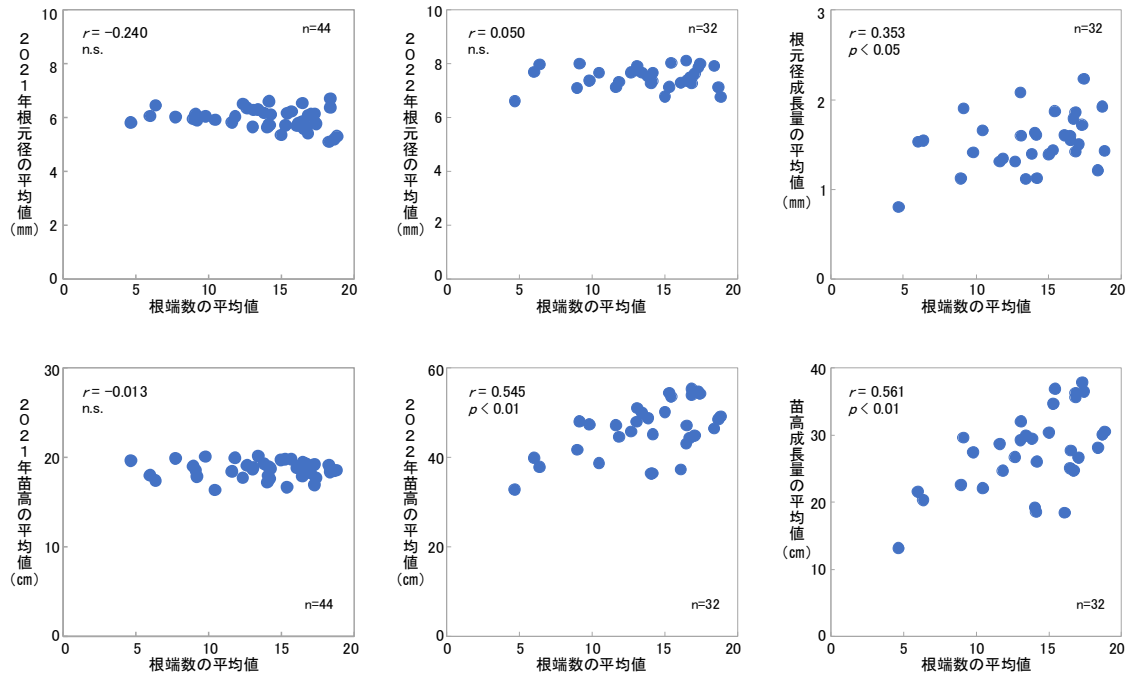 r = −0.240
n.s.
n=44
2021年根元径の平均値(㎜)
10
8
6
4
2
0
0 5 10 15 20
根端数の平均値
r = 0.050
n.s.
n=32
2022年根元径の平均値(㎜)
10
8
6
4
2
0
0 5 10 15 20
根端数の平均値
r = 0.353
p < 0.05
n=32
根元径成長量の平均値(㎜)
3
2
1
0
0 5 10 15 20
根端数の平均値
r = −0.013
n.s.
2021年苗高の平均値(㎝)
30
20
10
0
n=44
0 5 10 15 20
根端数の平均値
r = 0.545
p < 0.01
2022年苗高の平均値(㎝)
60
40
20
0
n=32
0 5 10 15 20
根端数の平均値
r = 0.561
p < 0.01
苗高成長量の平均値(㎝)
40
30
20
10
0
n=32
0 5 10 15 20
根端数の平均値